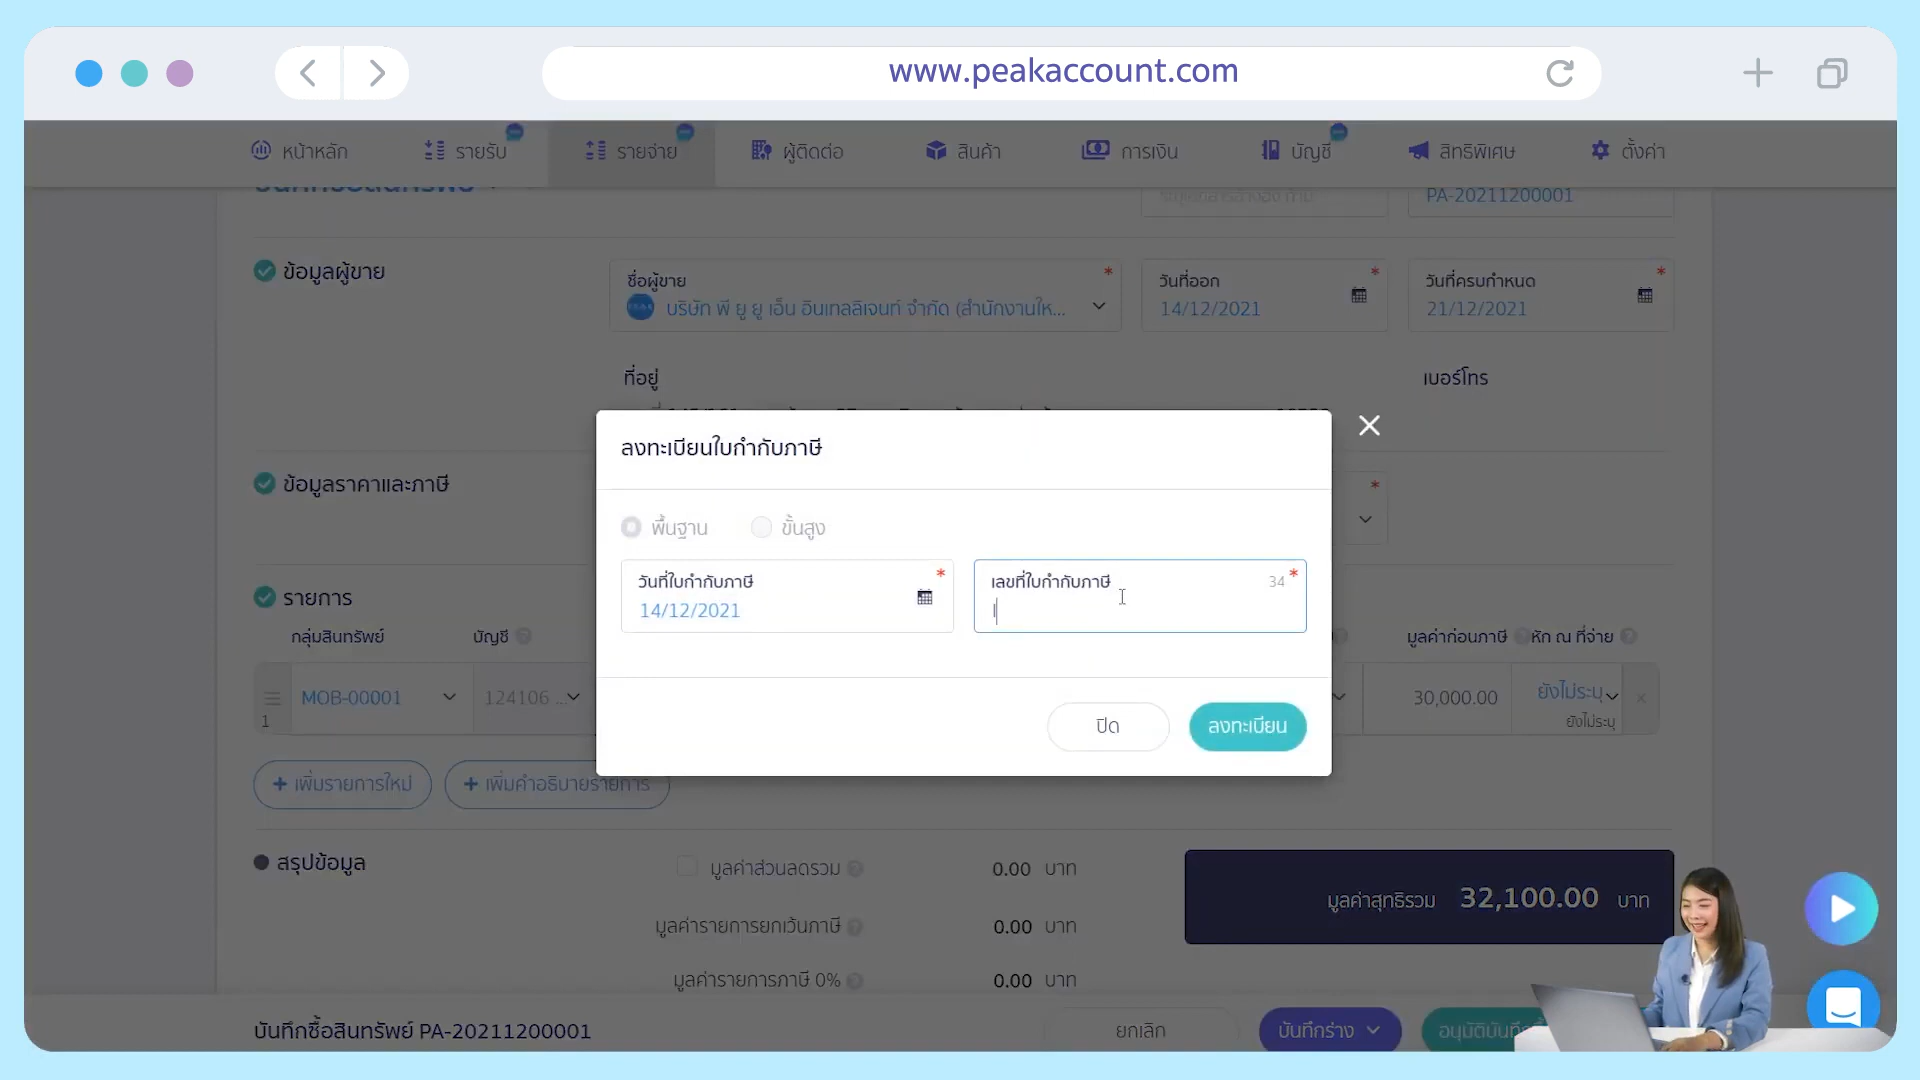 www.peakaccount.com
หน้าหลัก รายรับ รายจ่าย ผู้ติดต่อ สินค้า การเงิน บัญชี สิทธิพิเศษ ตั้งค่า
PA-20211200001
ข้อมูลผู้ขาย
ชื่อผู้ขาย *
บริษัท พี ยู ยู เอ็น อินเทลลิเจนท์ จำกัด (สำนักงานให...
วันที่ออก *
14/12/2021
วันที่ครบกำหนด *
21/12/2021
ที่อยู่
เบอร์โทร
ลงทะเบียนใบกำกับภาษี
ข้อมูลราคาและภาษี *
พื้นฐาน ขั้นสูง
วันที่ใบกำกับภาษี *
14/12/2021
เลขที่ใบกำกับภาษี 34 *
I
ปิด ลงทะเบียน
รายการ
กลุ่มสินทรัพย์ บัญชี ? มูลค่าก่อนภาษี ? หัก ณ ที่จ่าย ?
1 MOB-00001 124106 ... 30,000.00 ยังไม่ระบุ
ยังไม่ระบุ
+ เพิ่มรายการใหม่ + เพิ่มคำอธิบายรายการ
สรุปข้อมูล
มูลค่าส่วนลดรวม ? 0.00 บาท
มูลค่าสุทธิรวม 32,100.00 บาท
มูลค่ารายการยกเว้นภาษี ? 0.00 บาท
มูลค่ารายการภาษี 0% ? 0.00 บาท
บันทึกซื้อสินทรัพย์ PA-20211200001
ยกเลิก บันทึกร่าง